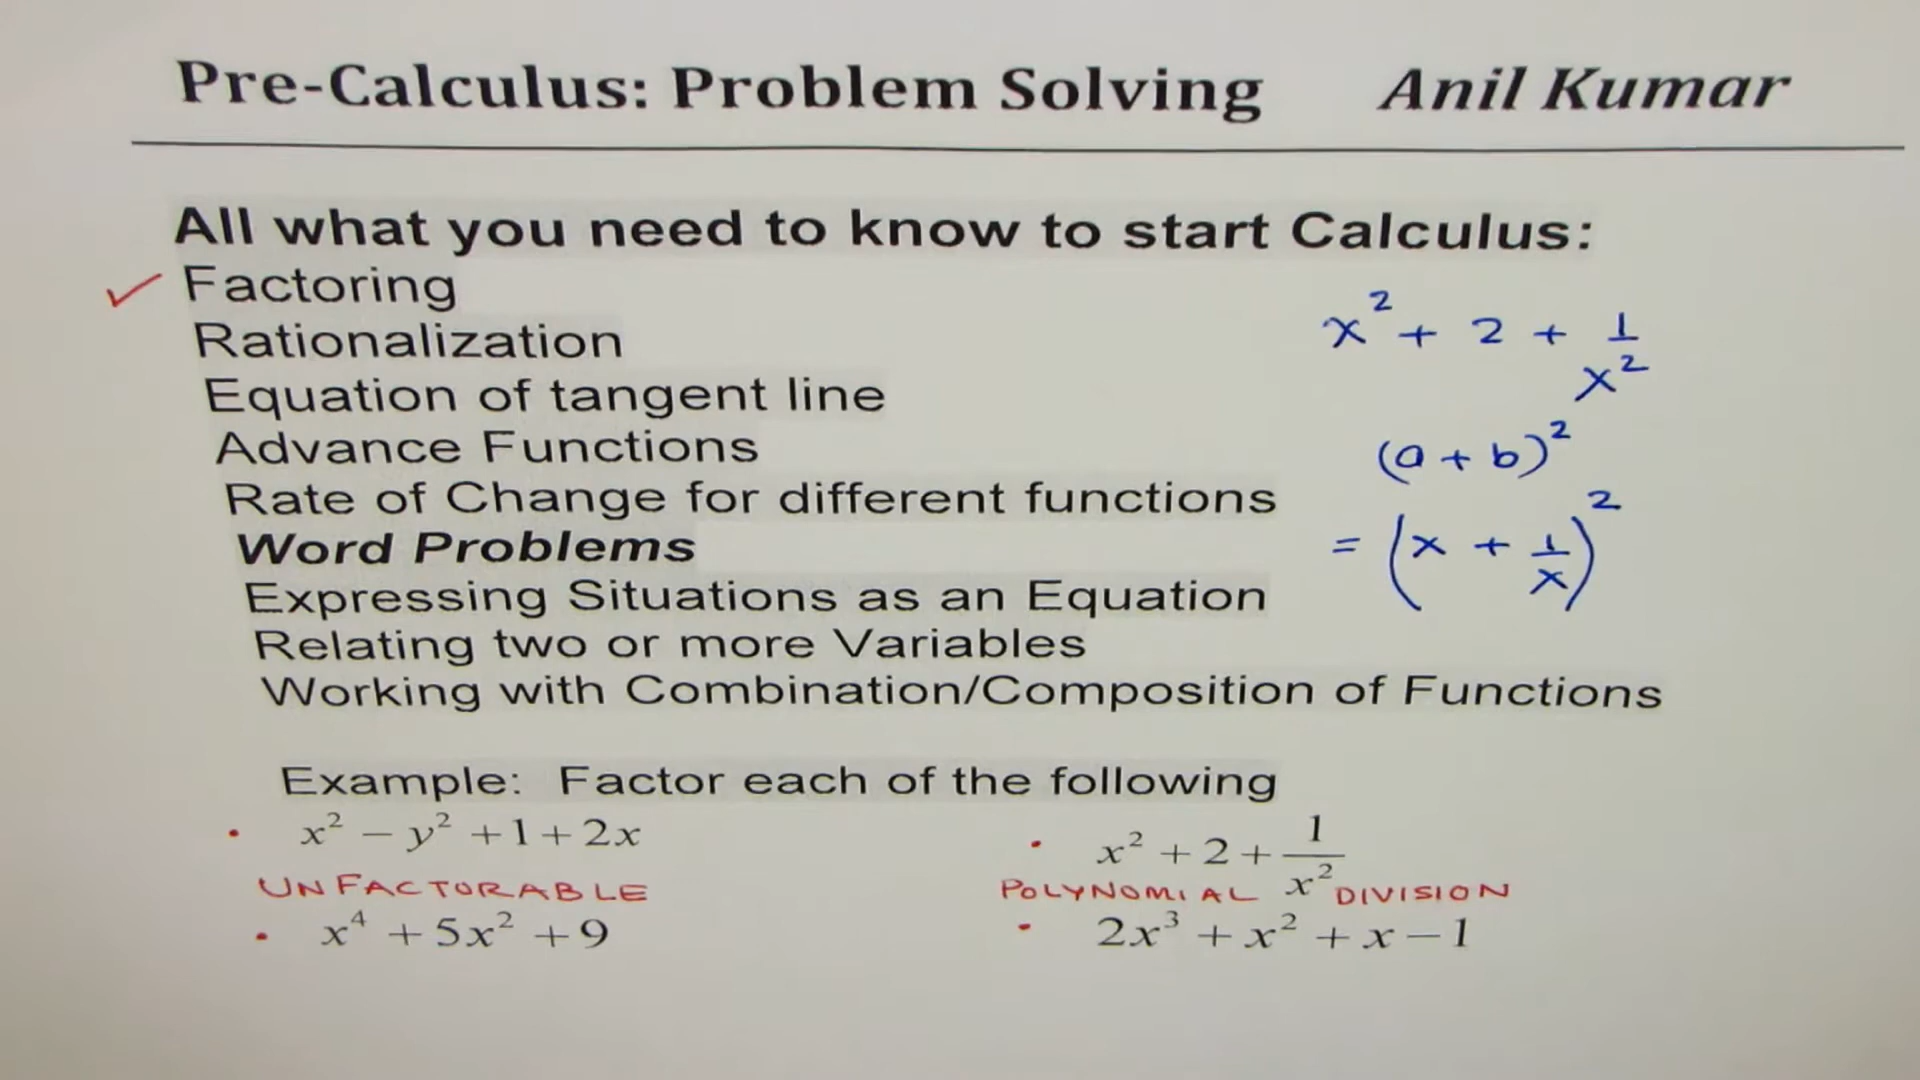 Pre-Calculus: Problem Solving Anil Kumar
All what you need to know to start Calculus:
✓ Factoring
Rationalization
Equation of tangent line
Advance Functions
Rate of Change for different functions
Word Problems
Expressing Situations as an Equation
Relating two or more Variables
Working with Combination/Composition of Functions
x² + 2 + 1/x²
(a + b)²
= (x + 1/x)²
Example: Factor each of the following
• x² − y² + 1 + 2x
• x² + 2 + 1/x²
UNFACTORABLE
POLYNOMIAL DIVISION
• x⁴ + 5x² + 9
• 2x³ + x² + x − 1